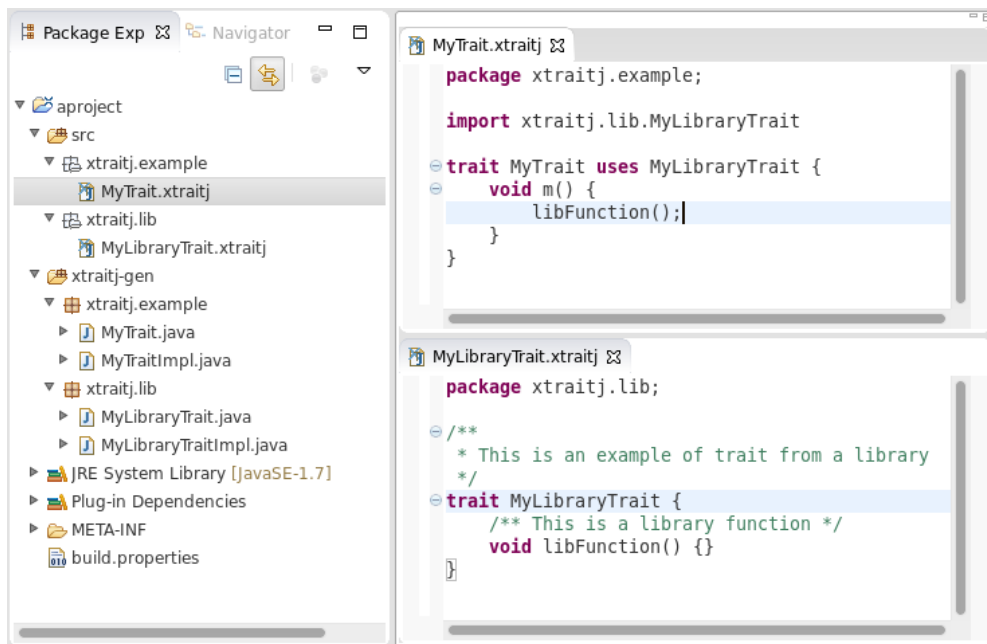 Package Exp
Navigator
aproject
src
xtraitj.example
MyTrait.xtraitj
xtraitj.lib
MyLibraryTrait.xtraitj
xtraitj-gen
xtraitj.example
MyTrait.java
MyTraitImpl.java
xtraitj.lib
MyLibraryTrait.java
MyLibraryTraitImpl.java
JRE System Library [JavaSE-1.7]
Plug-in Dependencies
META-INF
build.properties
MyTrait.xtraitj
package xtraitj.example;
import xtraitj.lib.MyLibraryTrait
trait MyTrait uses MyLibraryTrait {
void m() {
libFunction();
}
}
MyLibraryTrait.xtraitj
package xtraitj.lib;
/**
* This is an example of trait from a library
*/
trait MyLibraryTrait {
/** This is a library function */
void libFunction() {}
}